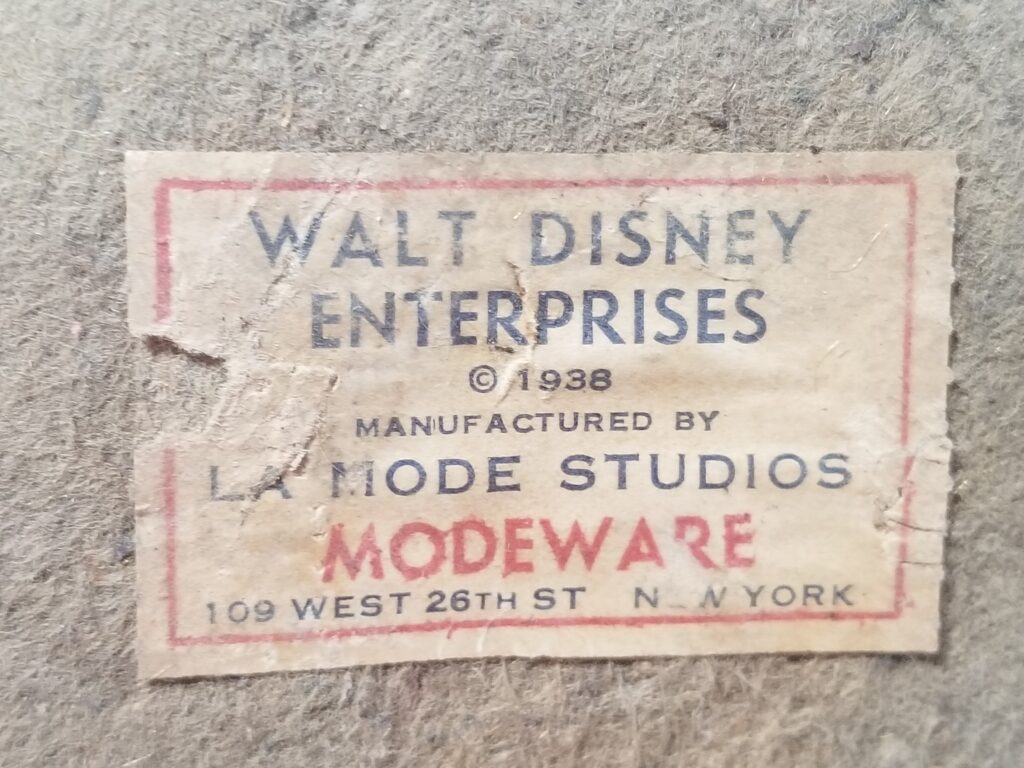 WALT DISNEY
ENTERPRISES
© 1938
MANUFACTURED BY
LA MODE STUDIOS
MODEWARE
109 WEST 26TH ST NEW YORK